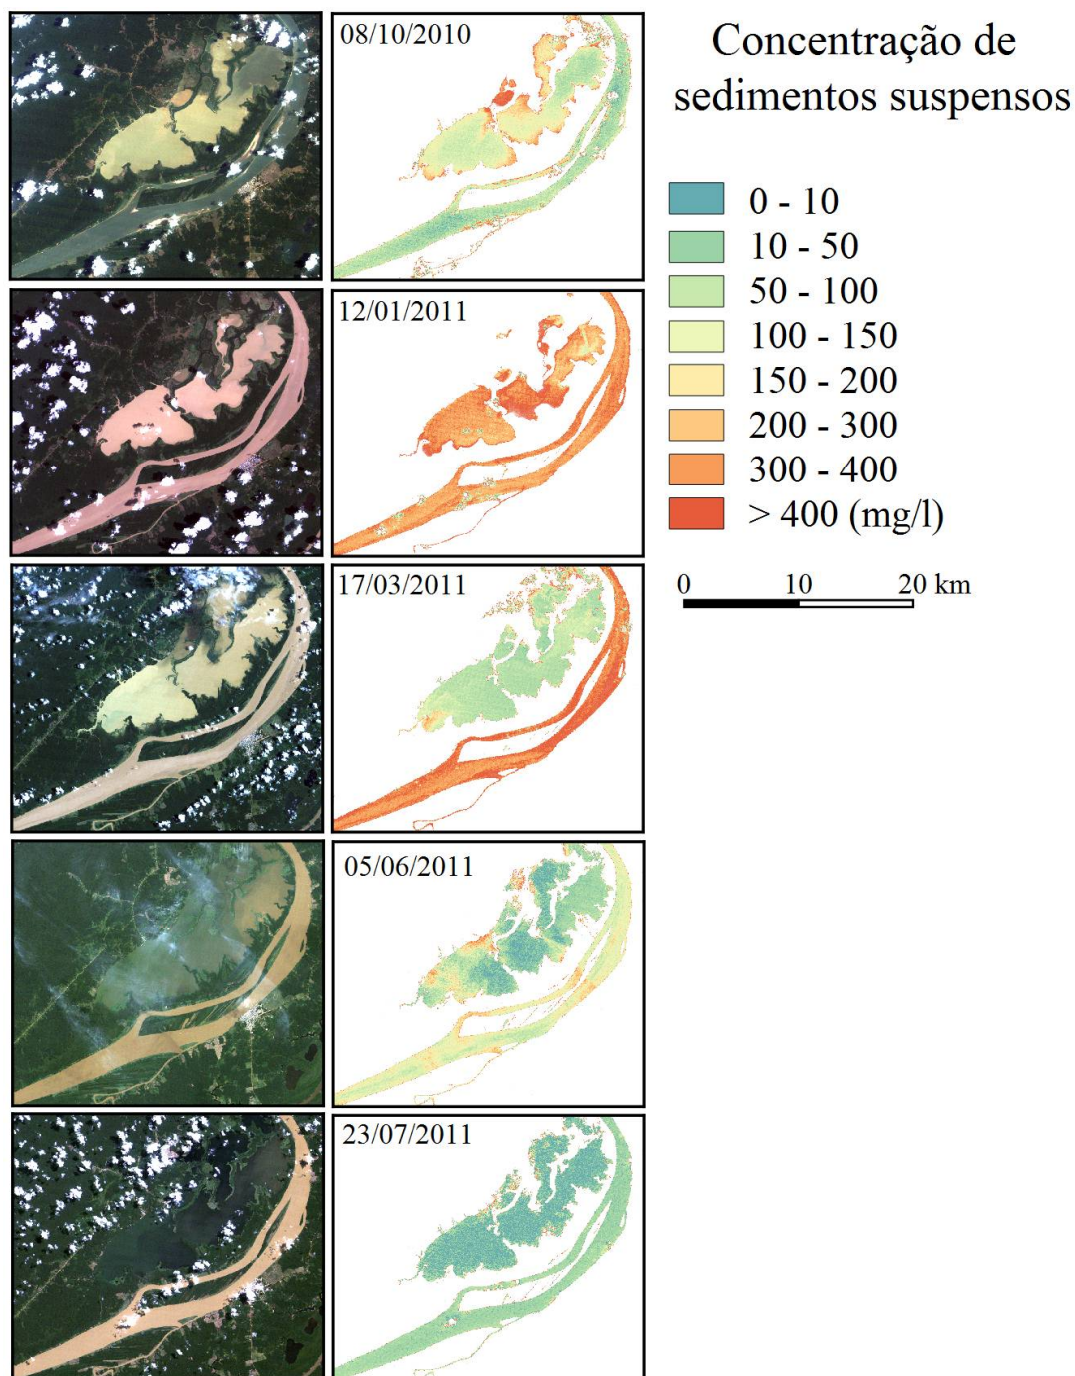 08/10/2010
Concentração de
sedimentos suspensos
0 - 10
10 - 50
50 - 100
100 - 150
150 - 200
200 - 300
300 - 400
> 400 (mg/l)
0 10 20 km
12/01/2011
17/03/2011
05/06/2011
23/07/2011